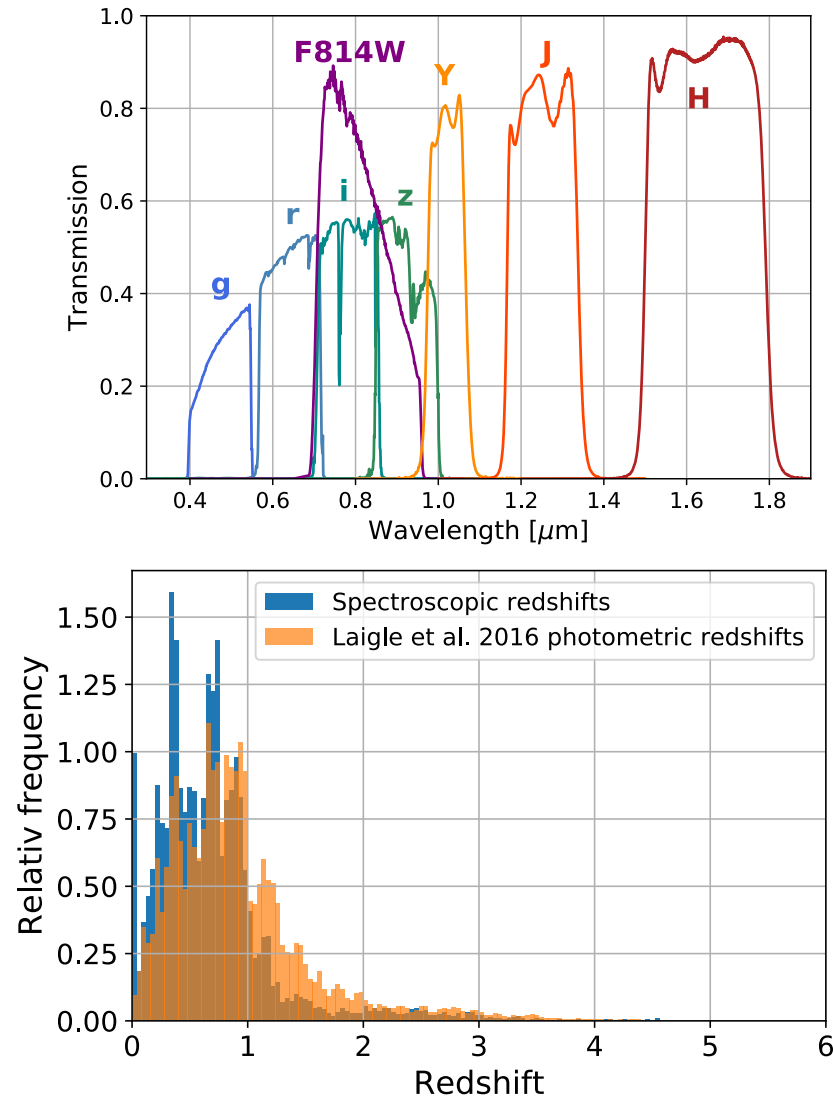 F814W
Y
J
H
i
z
r
g
1.0
0.8
0.6
0.4
0.2
0.0
Transmission
0.4 0.6 0.8 1.0 1.2 1.4 1.6 1.8
Wavelength [μm]
Spectroscopic redshifts
Laigle et al. 2016 photometric redshifts
1.50
1.25
1.00
0.75
0.50
0.25
0.00
Relativ frequency
0 1 2 3 4 5 6
Redshift